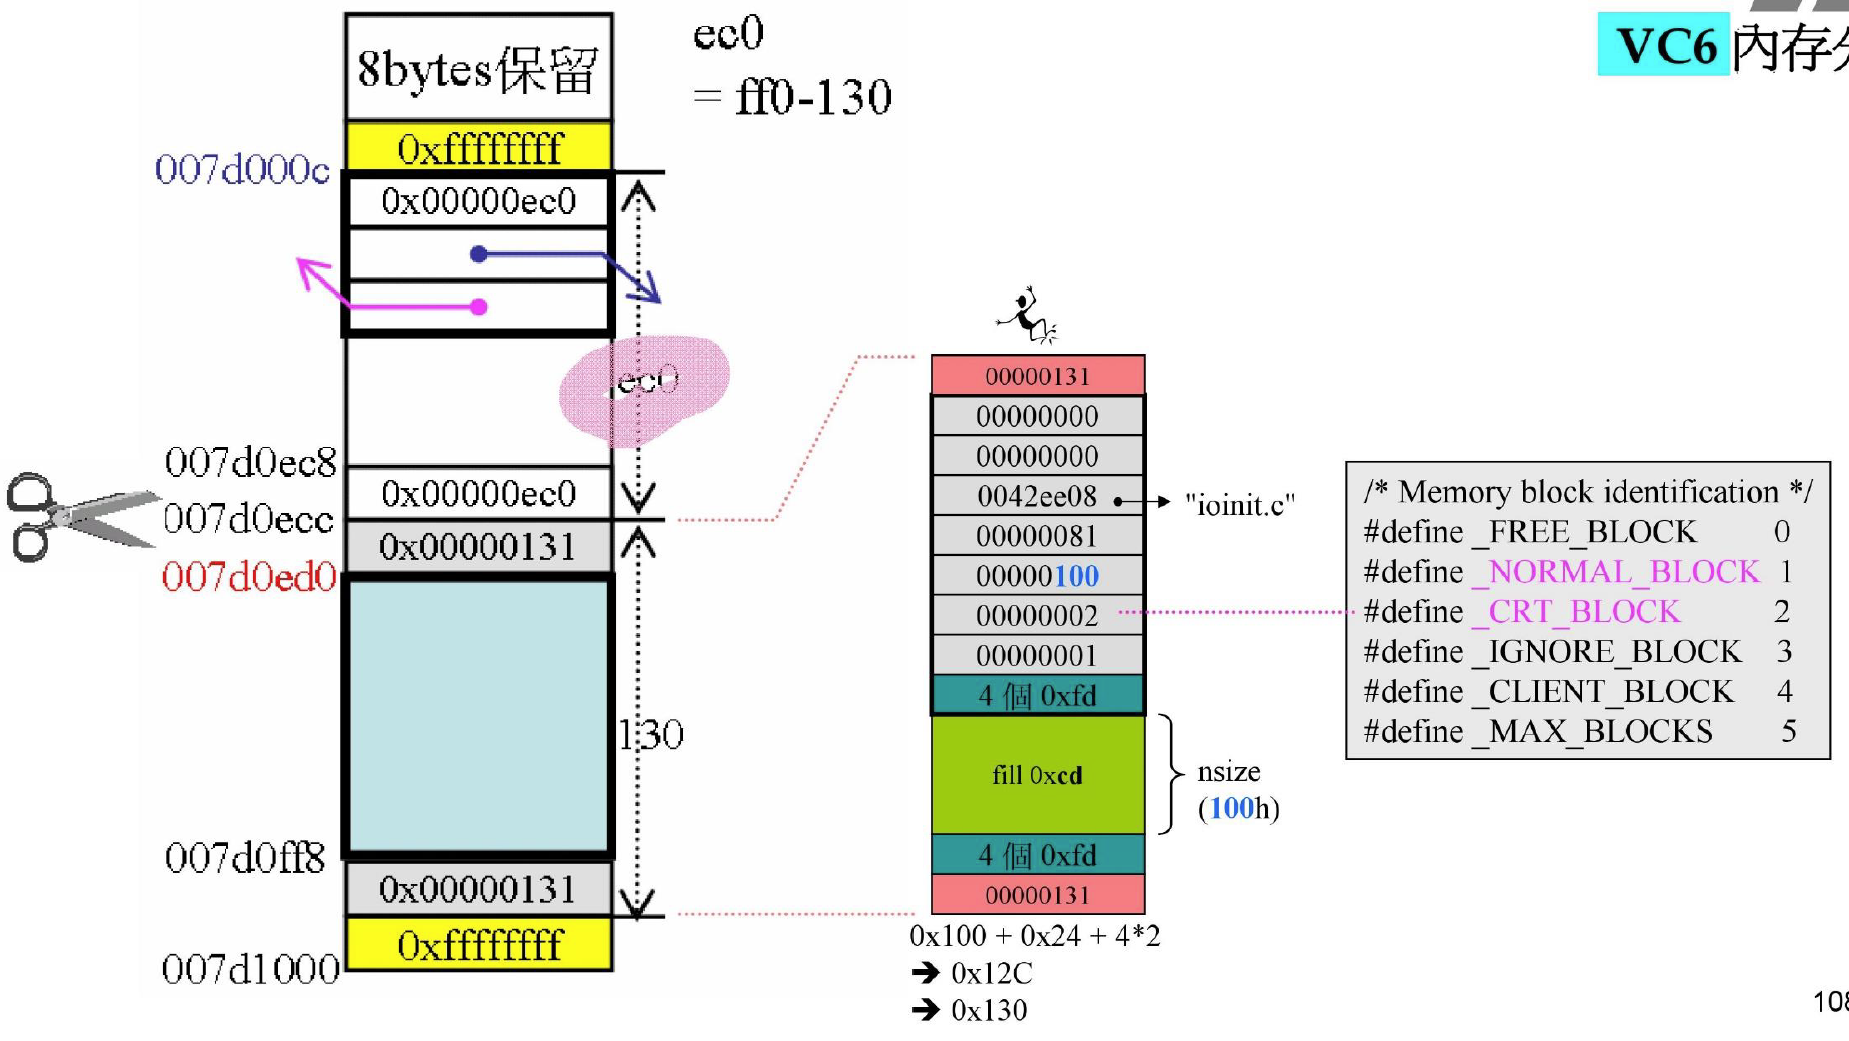 VC6 內存
8bytes保留
ec0
= ff0-130
0xffffffff
007d000c
0x00000ec0
ec0
007d0ec8
0x00000ec0
007d0ecc
0x00000131
007d0ed0
130
007d0ff8
0x00000131
0xffffffff
007d1000
00000131
00000000
00000000
0042ee08
"ioinit.c"
00000081
00000100
00000002
00000001
4 個 0xfd
fill 0xcd
nsize
(100h)
4 個 0xfd
00000131
0x100 + 0x24 + 4*2
➔ 0x12C
➔ 0x130
/* Memory block identification */
#define _FREE_BLOCK 0
#define _NORMAL_BLOCK 1
#define _CRT_BLOCK 2
#define _IGNORE_BLOCK 3
#define _CLIENT_BLOCK 4
#define _MAX_BLOCKS 5